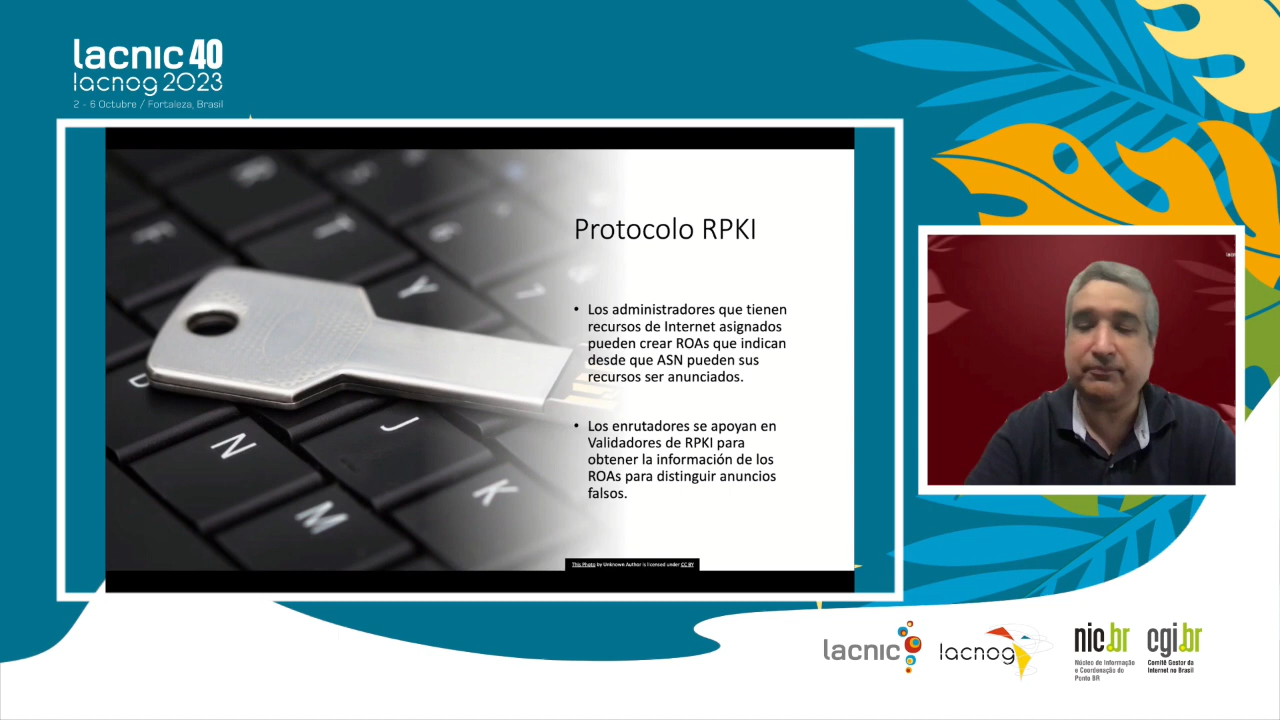 lacnic 40
lacnog 2023
2 - 6 Octubre / Fortaleza, Brasil
Protocolo RPKI
• Los administradores que tienen
recursos de Internet asignados
pueden crear ROAs que indican
desde que ASN pueden sus
recursos ser anunciados.
• Los enrutadores se apoyan en
Validadores de RPKI para
obtener la información de los
ROAs para distinguir anuncios
falsos.
This Photo by Unknown Author is licensed under CC BY
T
Y
J
N
K
M
lacnic
lacnog
nic.br
Núcleo de Informação
e Coordenação do
Ponto BR
cgi.br
Comitê Gestor da
Internet no Brasil